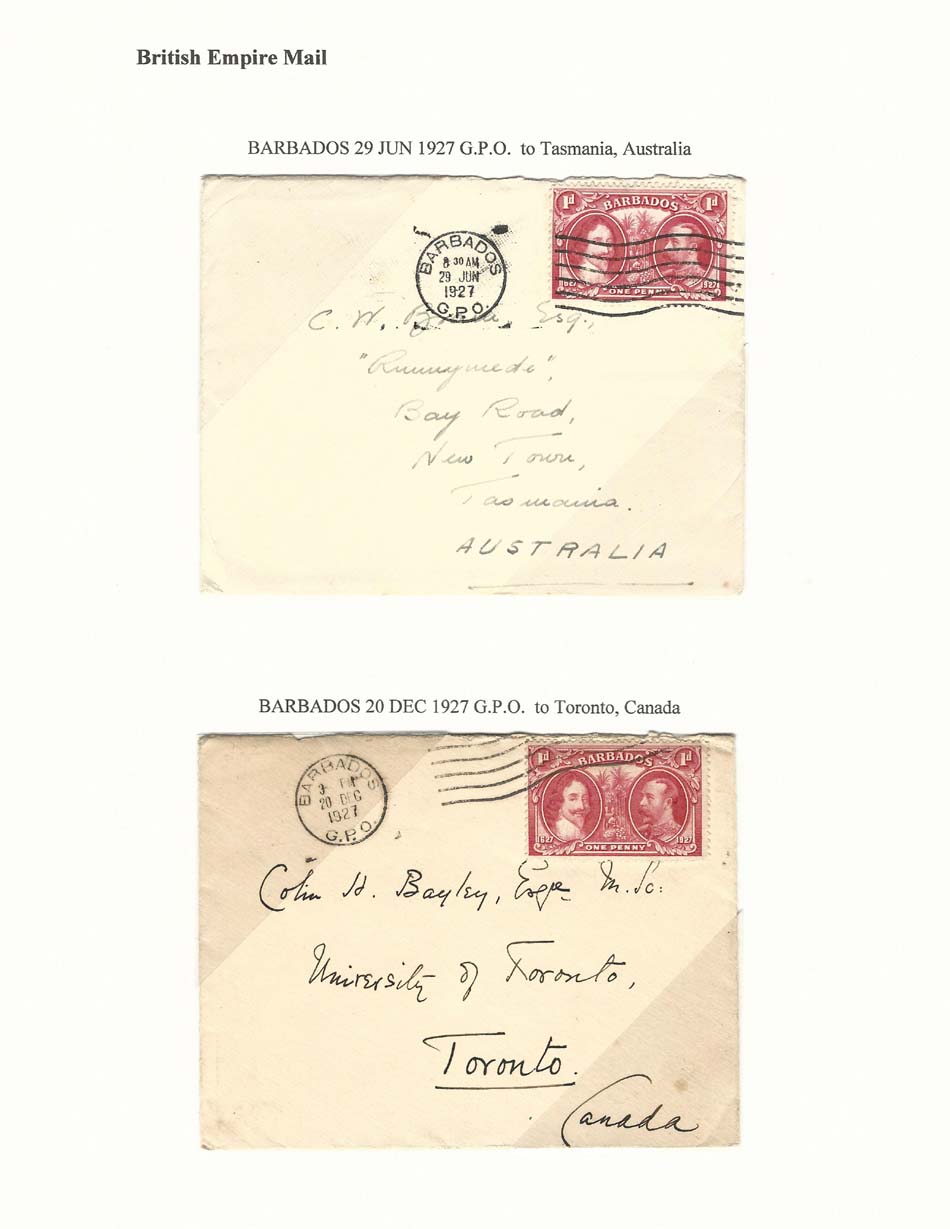 British Empire Mail
BARBADOS 29 JUN 1927 G.P.O. to Tasmania, Australia
1d BARBADOS 1d
1627 ONE PENNY 1927
BARBADOS
8 30 AM
29 JUN
1927
G.P.O.
C. W. Esq.,
"Runnymede",
Bay Road,
New Town,
Tasmania.
AUSTRALIA
BARBADOS 20 DEC 1927 G.P.O. to Toronto, Canada
1d BARBADOS 1d
1627 ONE PENNY 1927
BARBADOS
3 PM
20 DEC
1927
G.P.O.
Colin H. Bayley, Esqre M.Sc:
University of Toronto,
Toronto.
Canada